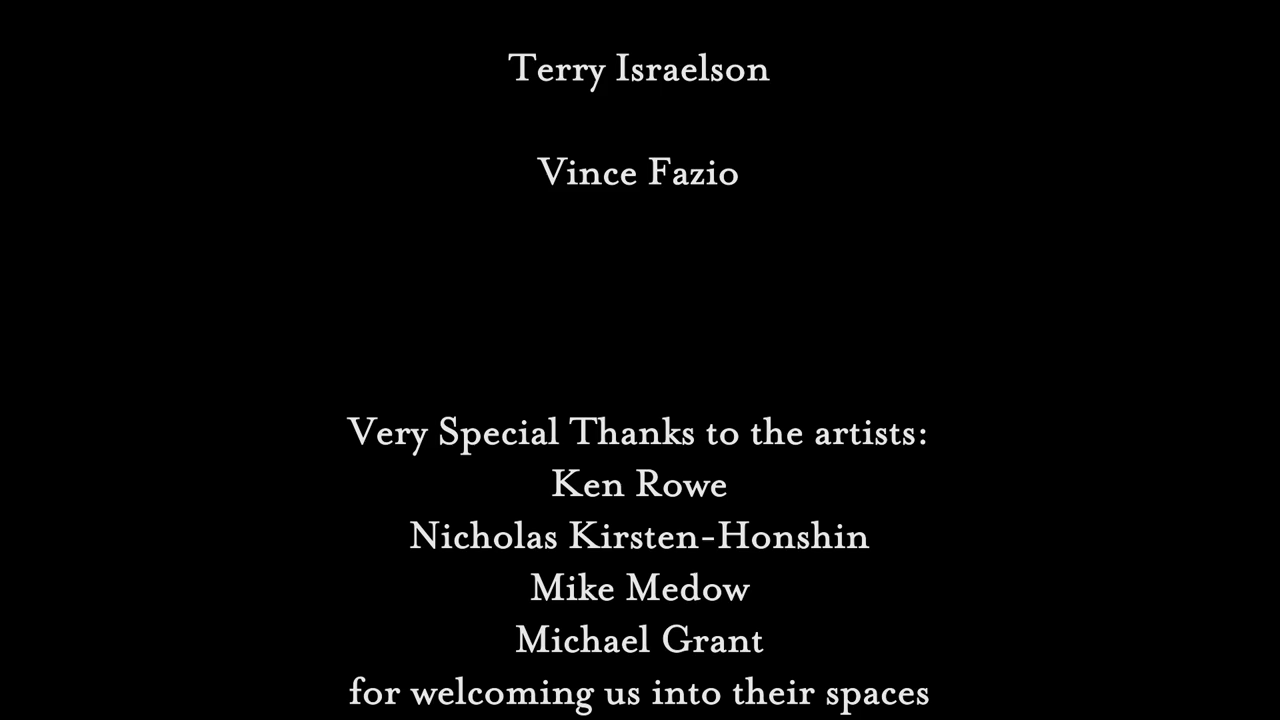 Terry Israelson
Vince Fazio
Very Special Thanks to the artists:
Ken Rowe
Nicholas Kirsten-Honshin
Mike Medow
Michael Grant
for welcoming us into their spaces